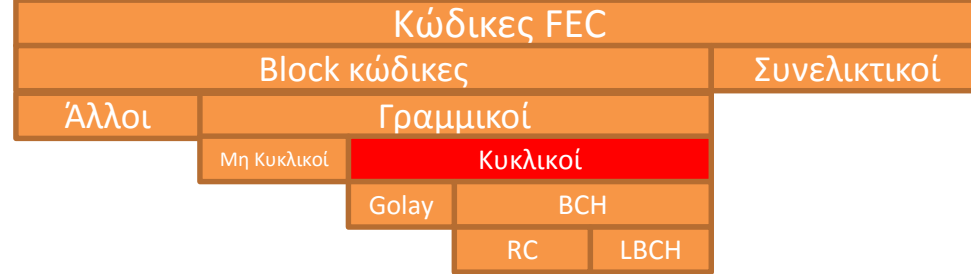 Κώδικες FEC
Block κώδικες Συνελικτικοί
Άλλοι Γραμμικοί
Μη Κυκλικοί Κυκλικοί
Golay BCH
RC LBCH